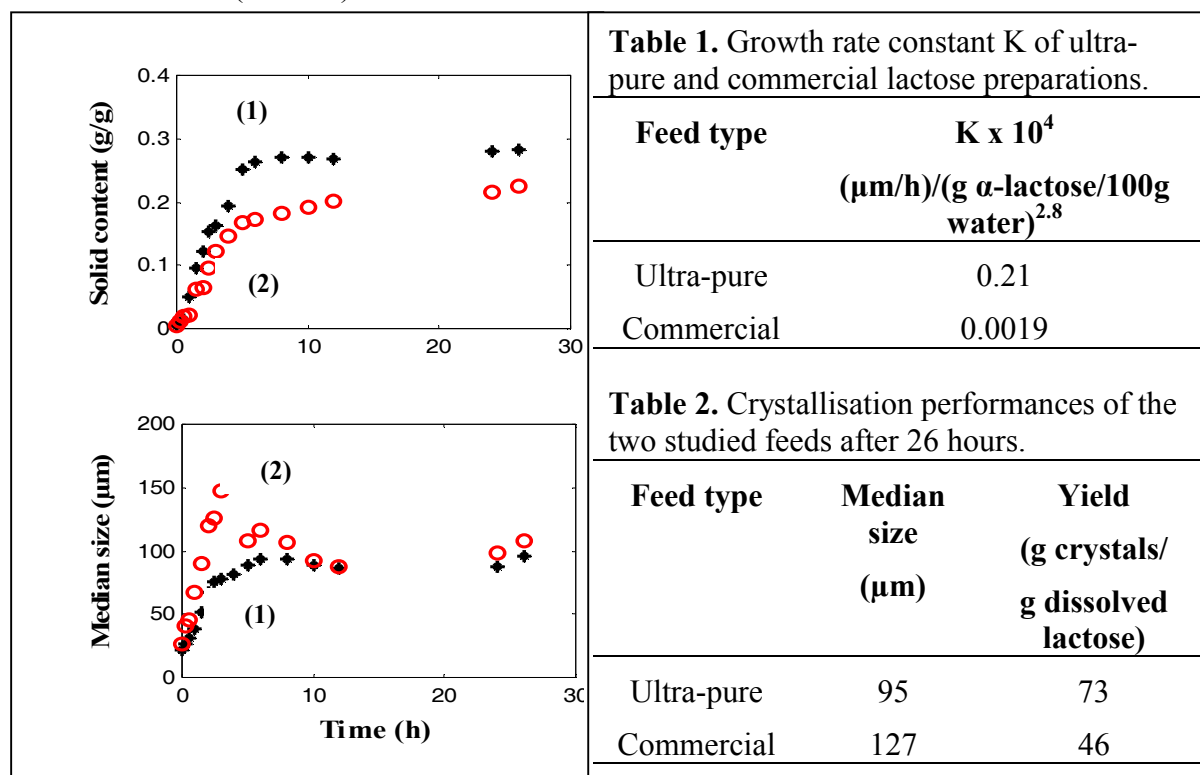 0.4
0.3
0.2
0.1
0
0
10
20
30
Solid content (g/g)
(1)
(2)
200
150
100
50
0
0
10
20
30
Median size (µm)
(2)
(1)
Time (h)
Table 1. Growth rate constant K of ultra-
pure and commercial lactose preparations.
Feed type K x 10⁴
(µm/h)/(g α-lactose/100g
water)²·⁸
Ultra-pure 0.21
Commercial 0.0019
Table 2. Crystallisation performances of the
two studied feeds after 26 hours.
Feed type Median Yield
size (g crystals/
(µm) g dissolved
lactose)
Ultra-pure 95 73
Commercial 127 46